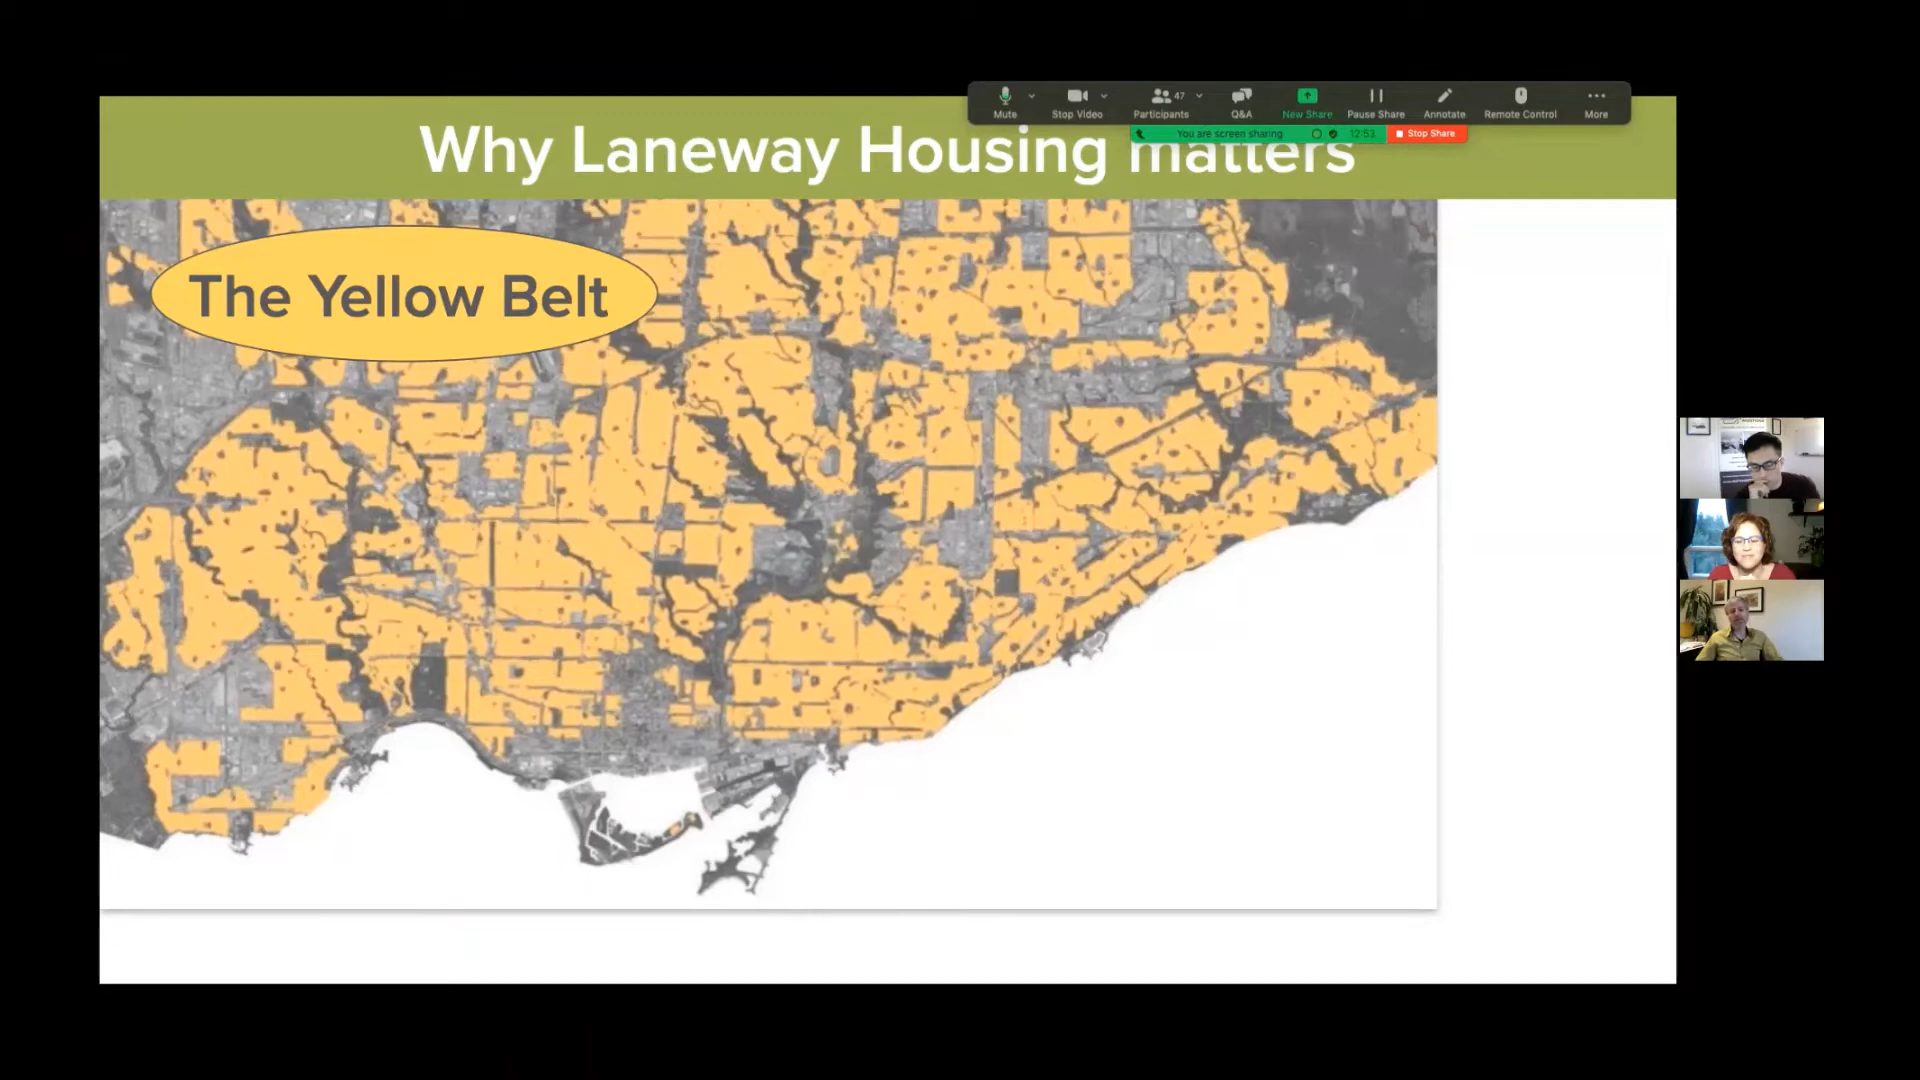 47
Mute
Stop Video
Participants
Q&A
New Share
Pause Share
Annotate
Remote Control
More
You are screen sharing
12:53
Stop Share
Why Laneway Housing matters
The Yellow Belt